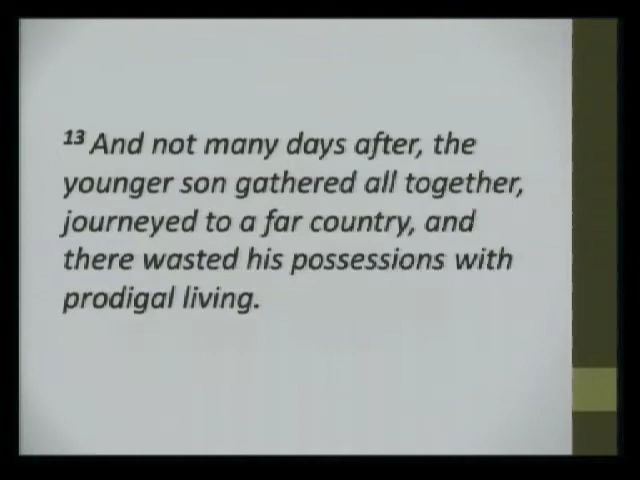 13 And not many days after, the
younger son gathered all together,
journeyed to a far country, and
there wasted his possessions with
prodigal living.